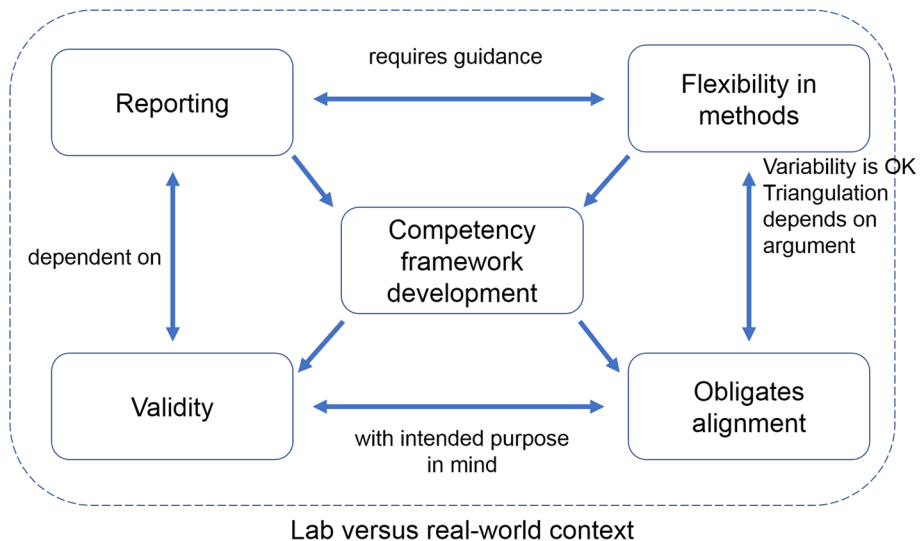 requires guidance
Reporting
Flexibility in
methods
Variability is OK
Triangulation
depends on
argument
dependent on
Competency
framework
development
Validity
Obligates
alignment
with intended purpose
in mind
Lab versus real-world context